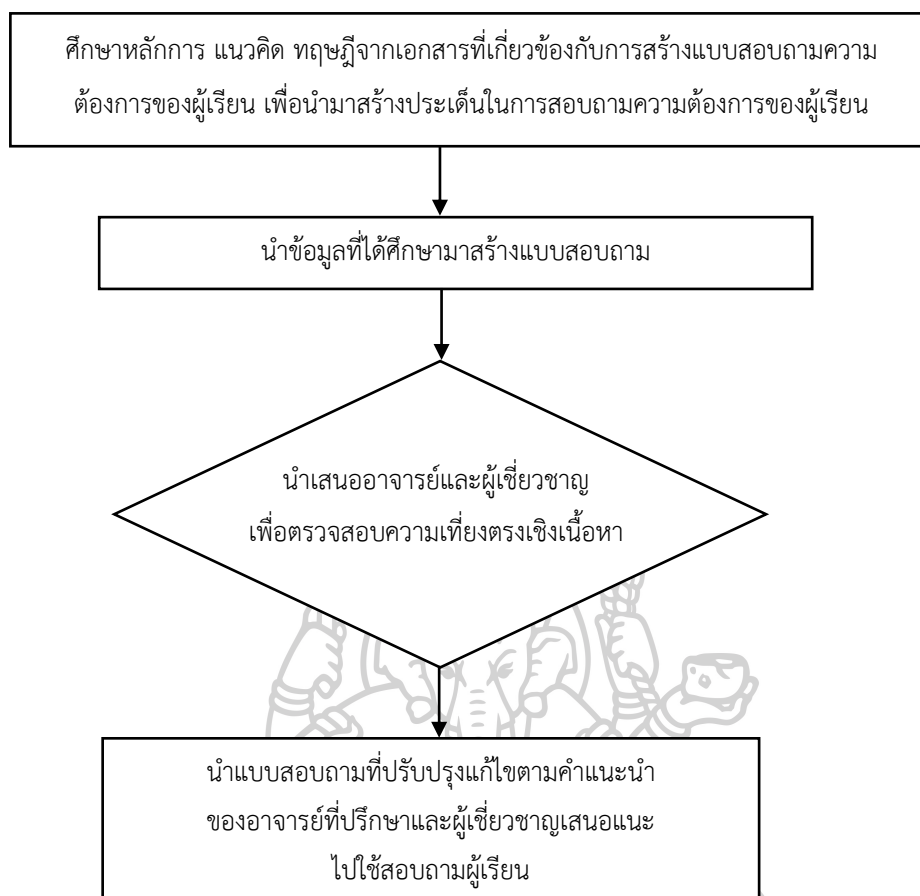 ศึกษาหลักการ แนวคิด ทฤษฎีจากเอกสารที่เกี่ยวข้องกับการสร้างแบบสอบถามความ
ต้องการของผู้เรียน เพื่อนำมาสร้างประเด็นในการสอบถามความต้องการของผู้เรียน
นำข้อมูลที่ได้ศึกษามาสร้างแบบสอบถาม
นำเสนออาจารย์และผู้เชี่ยวชาญ
เพื่อตรวจสอบความเที่ยงตรงเชิงเนื้อหา
นำแบบสอบถามที่ปรับปรุงแก้ไขตามคำแนะนำ
ของอาจารย์ที่ปรึกษาและผู้เชี่ยวชาญเสนอแนะ
ไปใช้สอบถามผู้เรียน